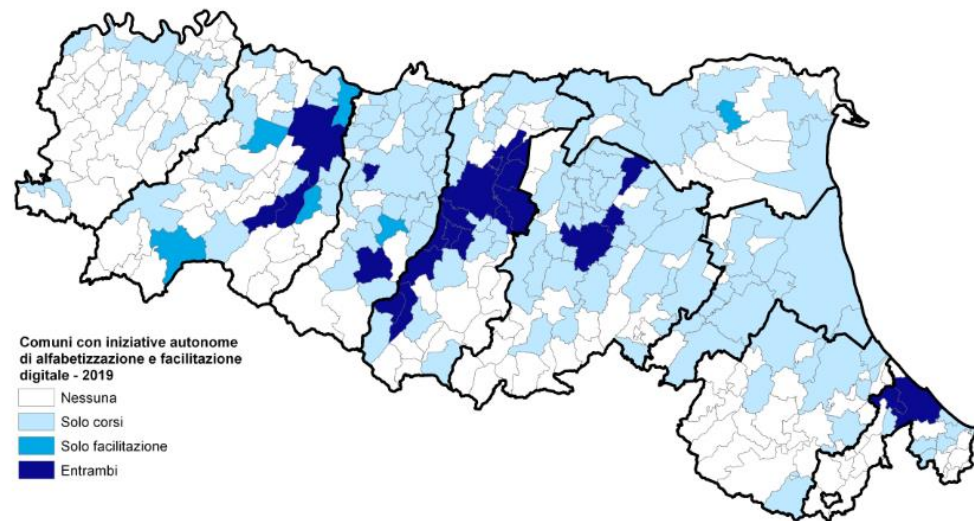 Comuni con iniziative autonome
di alfabetizzazione e facilitazione
digitale - 2019
Nessuna
Solo corsi
Solo facilitazione
Entrambi